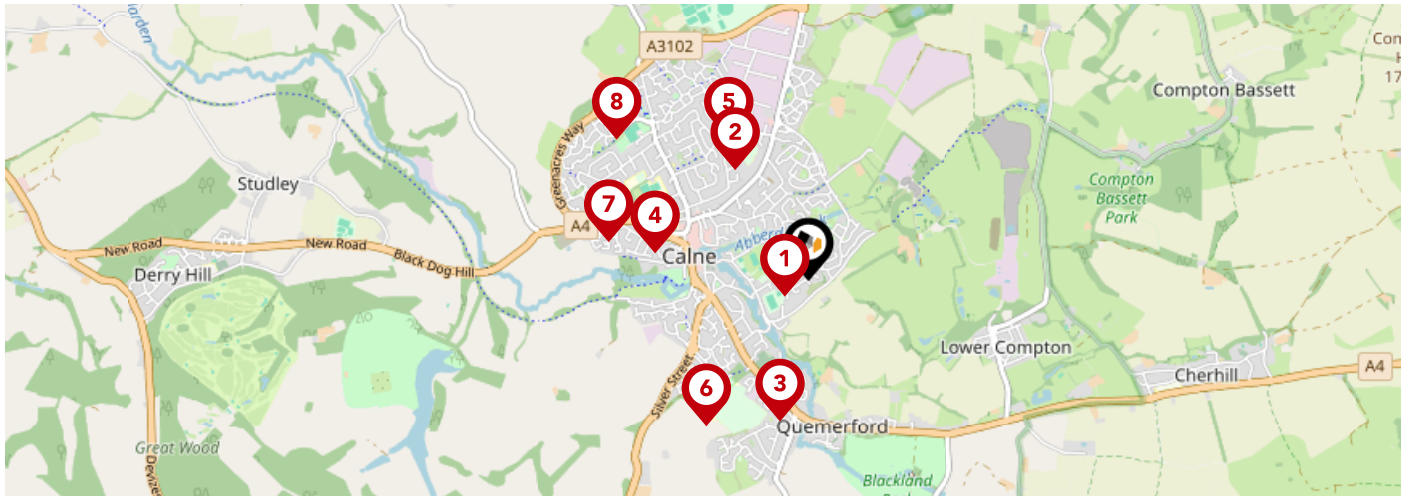 Marden
A3102
Con
H
17
Compton Bassett
8
5
2
Greenacres Way
Studley
Compton
Bassett
Park
7
4
A4
New Road
New Road
Black Dog Hill
Derry Hill
Calne
Abberd
1
Lower Compton
Silver Street
6
3
Cherhill
A4
Quemerford
Great Wood
Devizes
Blackland